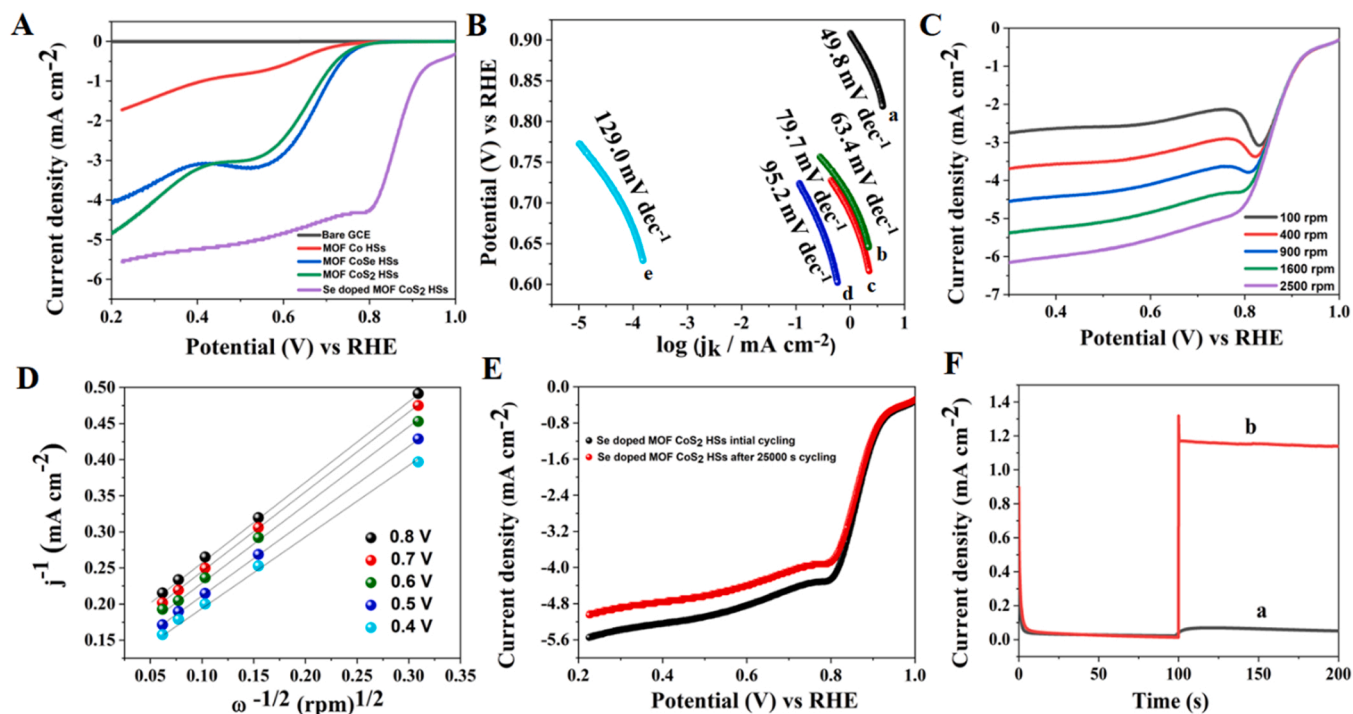 A
Current density (mA cm⁻²)
0
-1
-2
-3
-4
-5
-6
Bare GCE
MOF Co HSs
MOF CoSe HSs
MOF CoS₂ HSs
Se doped MOF CoS₂ HSs
0.2 0.4 0.6 0.8 1.0
Potential (V) vs RHE
B
Potential (V) vs RHE
0.90
0.85
0.80
0.75
0.70
0.65
0.60
129.0 mV dec⁻¹
49.8 mV dec⁻¹
63.4 mV dec⁻¹
79.7 mV dec⁻¹
95.2 mV dec⁻¹
a
b
c
d
e
-5 -4 -3 -2 -1 0 1
log (jₖ / mA cm⁻²)
C
Current density (mA cm⁻²)
0
-1
-2
-3
-4
-5
-6
-7
100 rpm
400 rpm
900 rpm
1600 rpm
2500 rpm
0.4 0.6 0.8 1.0
Potential (V) vs RHE
D
j⁻¹ (mA cm⁻²)
0.50
0.45
0.40
0.35
0.30
0.25
0.20
0.15
0.8 V
0.7 V
0.6 V
0.5 V
0.4 V
0.05 0.10 0.15 0.20 0.25 0.30 0.35
ω ⁻¹/² (rpm)¹/²
E
Current density (mA cm⁻²)
0.0
-0.8
-1.6
-2.4
-3.2
-4.0
-4.8
-5.6
Se doped MOF CoS₂ HSs intial cycling
Se doped MOF CoS₂ HSs after 25000 s cycling
0.2 0.4 0.6 0.8 1.0
Potential (V) vs RHE
F
Current density (mA cm⁻²)
1.4
1.2
1.0
0.8
0.6
0.4
0.2
0.0
b
a
0 50 100 150 200
Time (s)